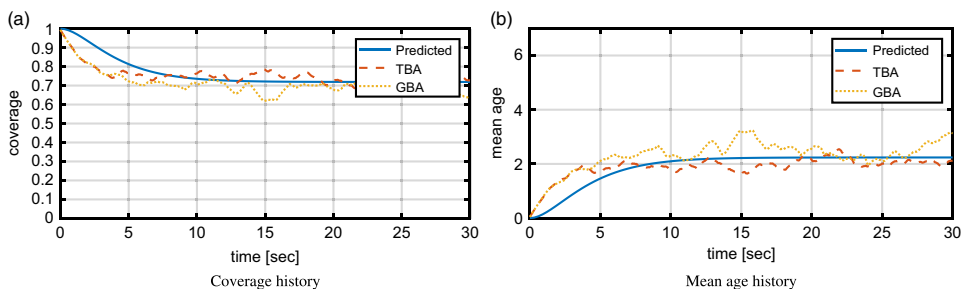 (a)
1
0.9
0.8
0.7
0.6
0.5
0.4
0.3
0.2
0.1
0
coverage
Predicted
TBA
GBA
0 5 10 15 20 25 30
time [sec]
Coverage history
(b)
6
4
2
0
mean age
Predicted
TBA
GBA
0 5 10 15 20 25 30
time [sec]
Mean age history